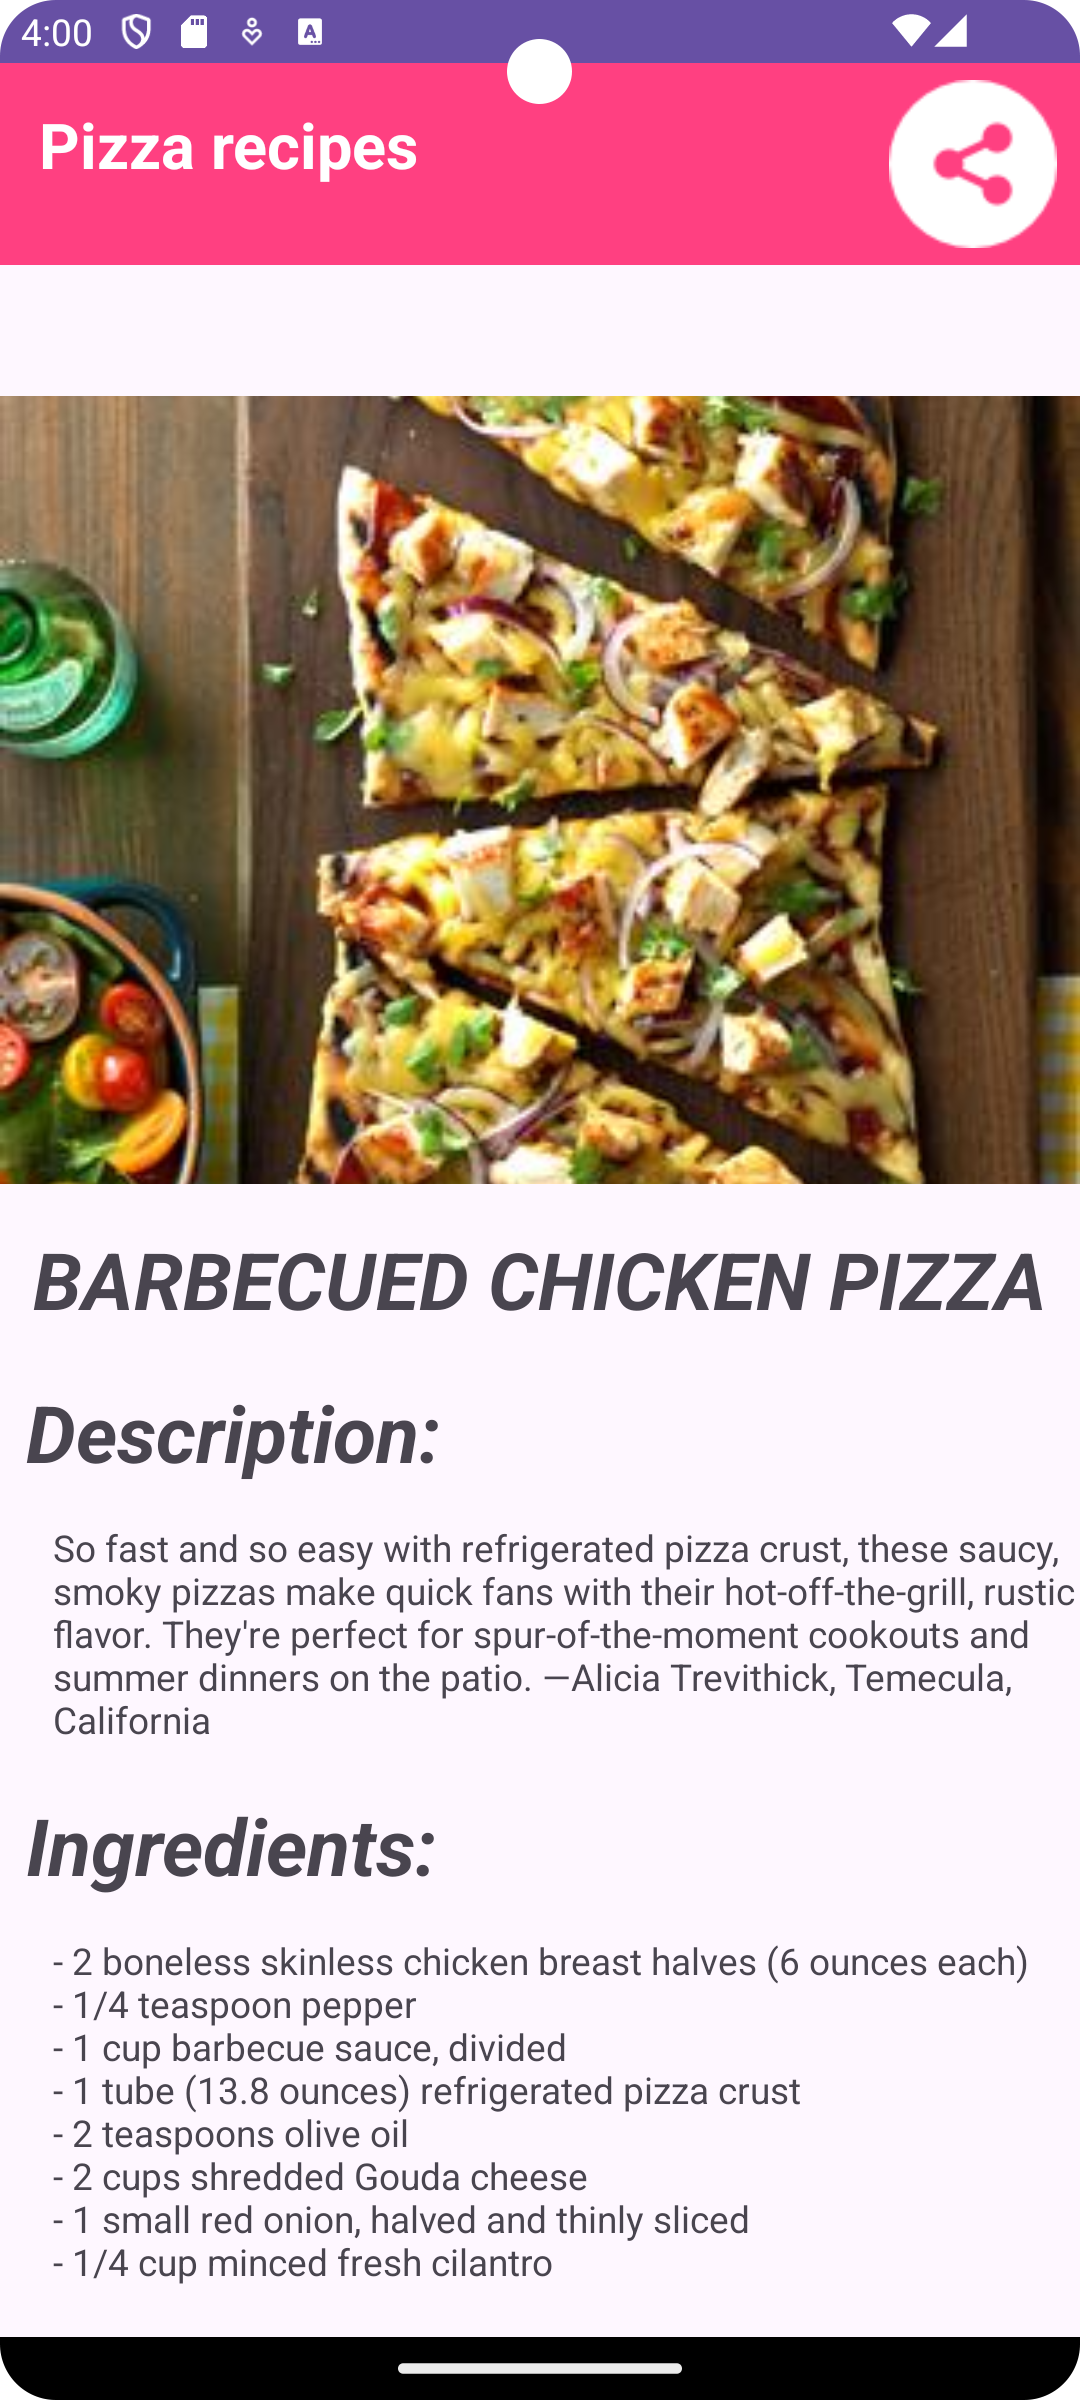 4:00
Pizza recipes
BARBECUED CHICKEN PIZZA
Description:
So fast and so easy with refrigerated pizza crust, these saucy,
smoky pizzas make quick fans with their hot-off-the-grill, rustic
flavor. They're perfect for spur-of-the-moment cookouts and
summer dinners on the patio. —Alicia Trevithick, Temecula,
California
Ingredients:
- 2 boneless skinless chicken breast halves (6 ounces each)
- 1/4 teaspoon pepper
- 1 cup barbecue sauce, divided
- 1 tube (13.8 ounces) refrigerated pizza crust
- 2 teaspoons olive oil
- 2 cups shredded Gouda cheese
- 1 small red onion, halved and thinly sliced
- 1/4 cup minced fresh cilantro